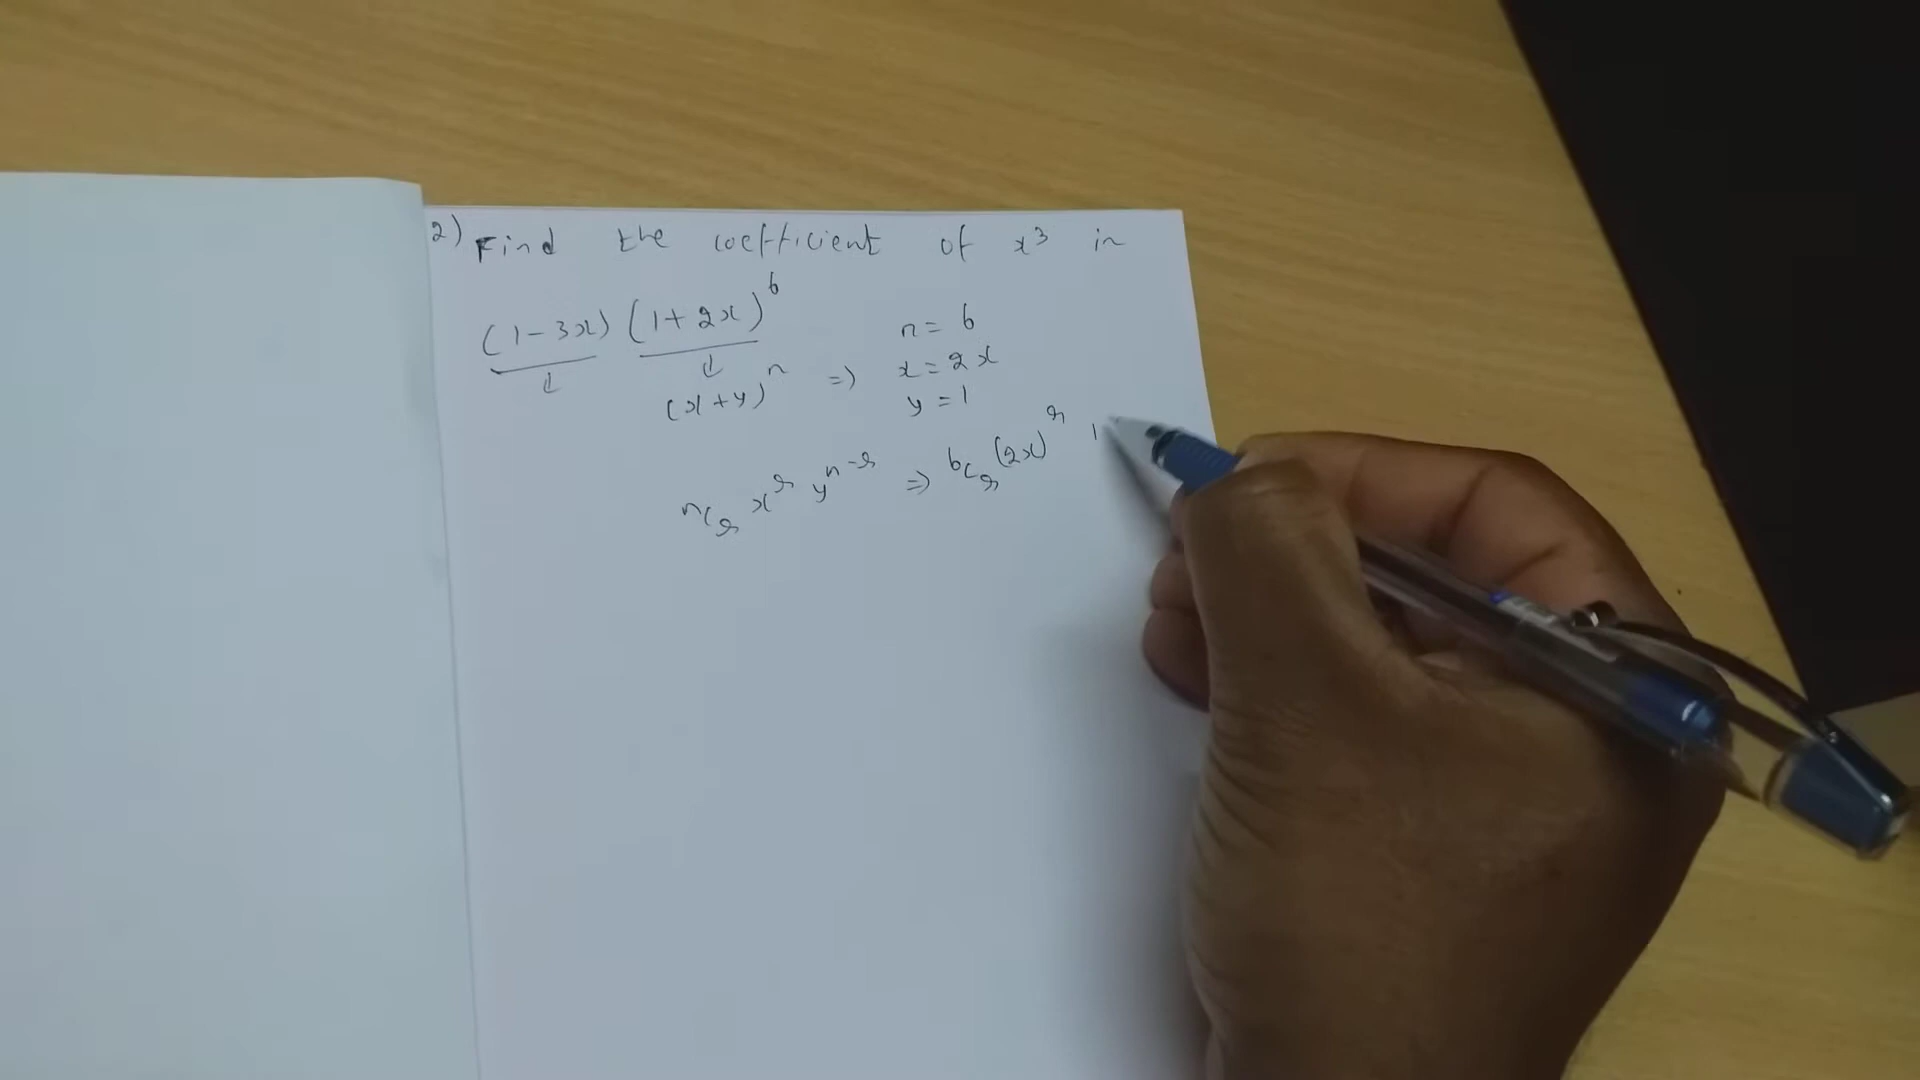 2) Find the coefficient of x³ in
(1-3x) (1+2x)⁶
↓ ↓
n = 6
x = 2x
y = 1
(x+y)ⁿ ⇒
ⁿCᵣ xʳ yⁿ⁻ʳ ⇒ ⁶Cᵣ (2x)ʳ 1